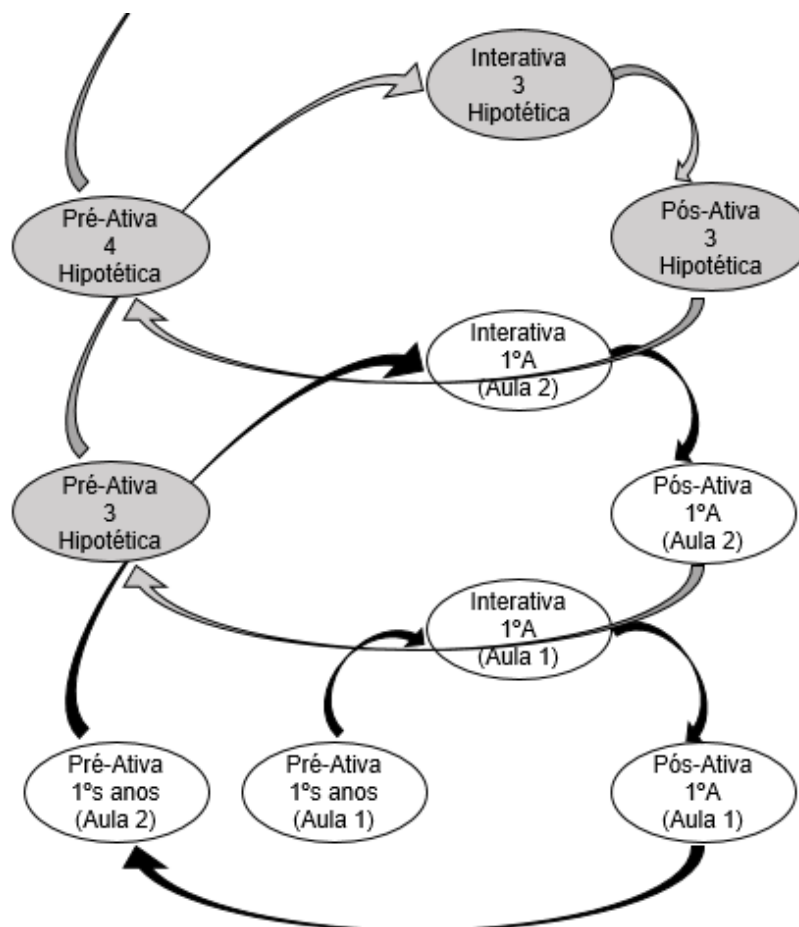 Interativa
3
Hipotética
Pré-Ativa
4
Hipotética
Pós-Ativa
3
Hipotética
Interativa
1ºA
(Aula 2)
Pré-Ativa
3
Hipotética
Pós-Ativa
1ºA
(Aula 2)
Interativa
1ºA
(Aula 1)
Pré-Ativa
1ºs anos
(Aula 2)
Pré-Ativa
1ºs anos
(Aula 1)
Pós-Ativa
1ºA
(Aula 1)